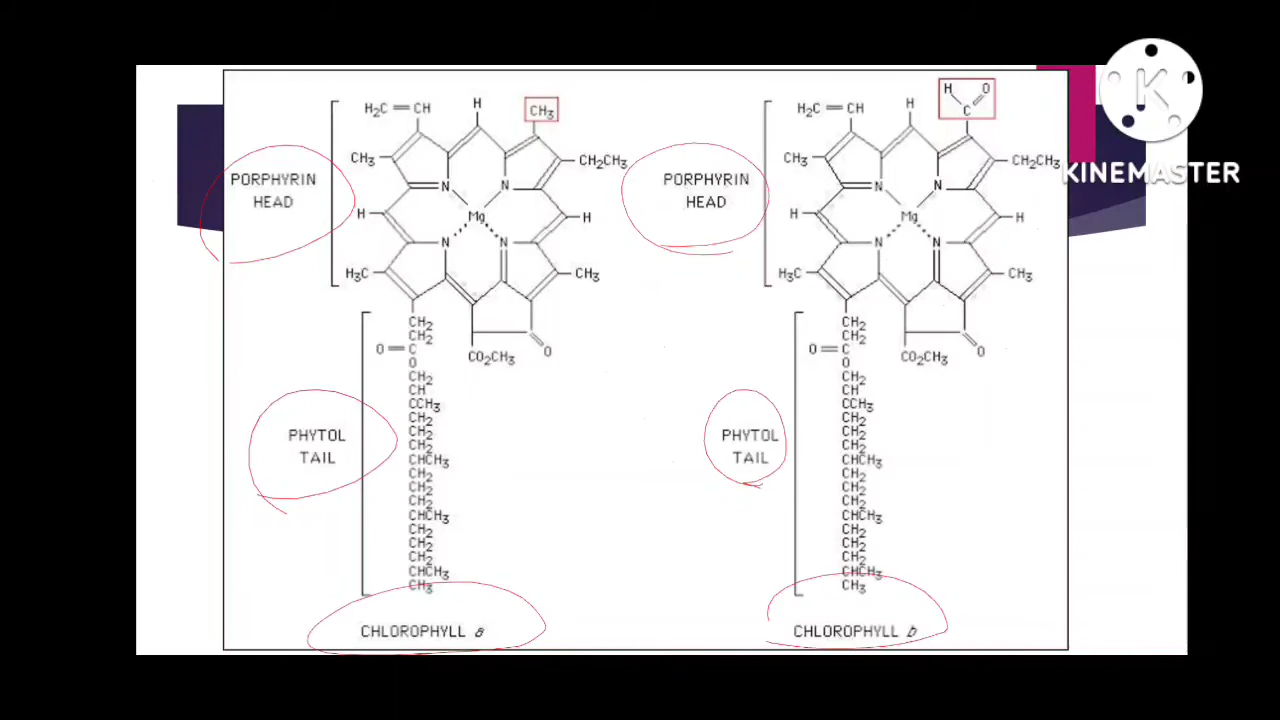 H₂C=CH
H
CH₃
CH₃
CH₂CH₃
PORPHYRIN
HEAD
N
N
H
Mg
H
N
N
H₃C
CH₃
CH₂
CH₂
O=C
O
CO₂CH₃
O
CH₂
CH
CCH₃
CH₂
CH₂
CH₂
CHCH₃
CH₂
CH₂
CH₂
CHCH₃
CH₂
CH₂
CH₂
CHCH₃
CH₃
PHYTOL
TAIL
CHLOROPHYLL a
H₂C=CH
H
H
O
C
CH₃
CH₂CH₃
PORPHYRIN
HEAD
N
N
H
Mg
H
N
N
H₃C
CH₃
CH₂
CH₂
O=C
O
CO₂CH₃
O
CH₂
CH
CCH₃
CH₂
CH₂
CH₂
CHCH₃
CH₂
CH₂
CH₂
CHCH₃
CH₂
CH₂
CH₂
CHCH₃
CH₃
PHYTOL
TAIL
CHLOROPHYLL b
K
KINEMASTER